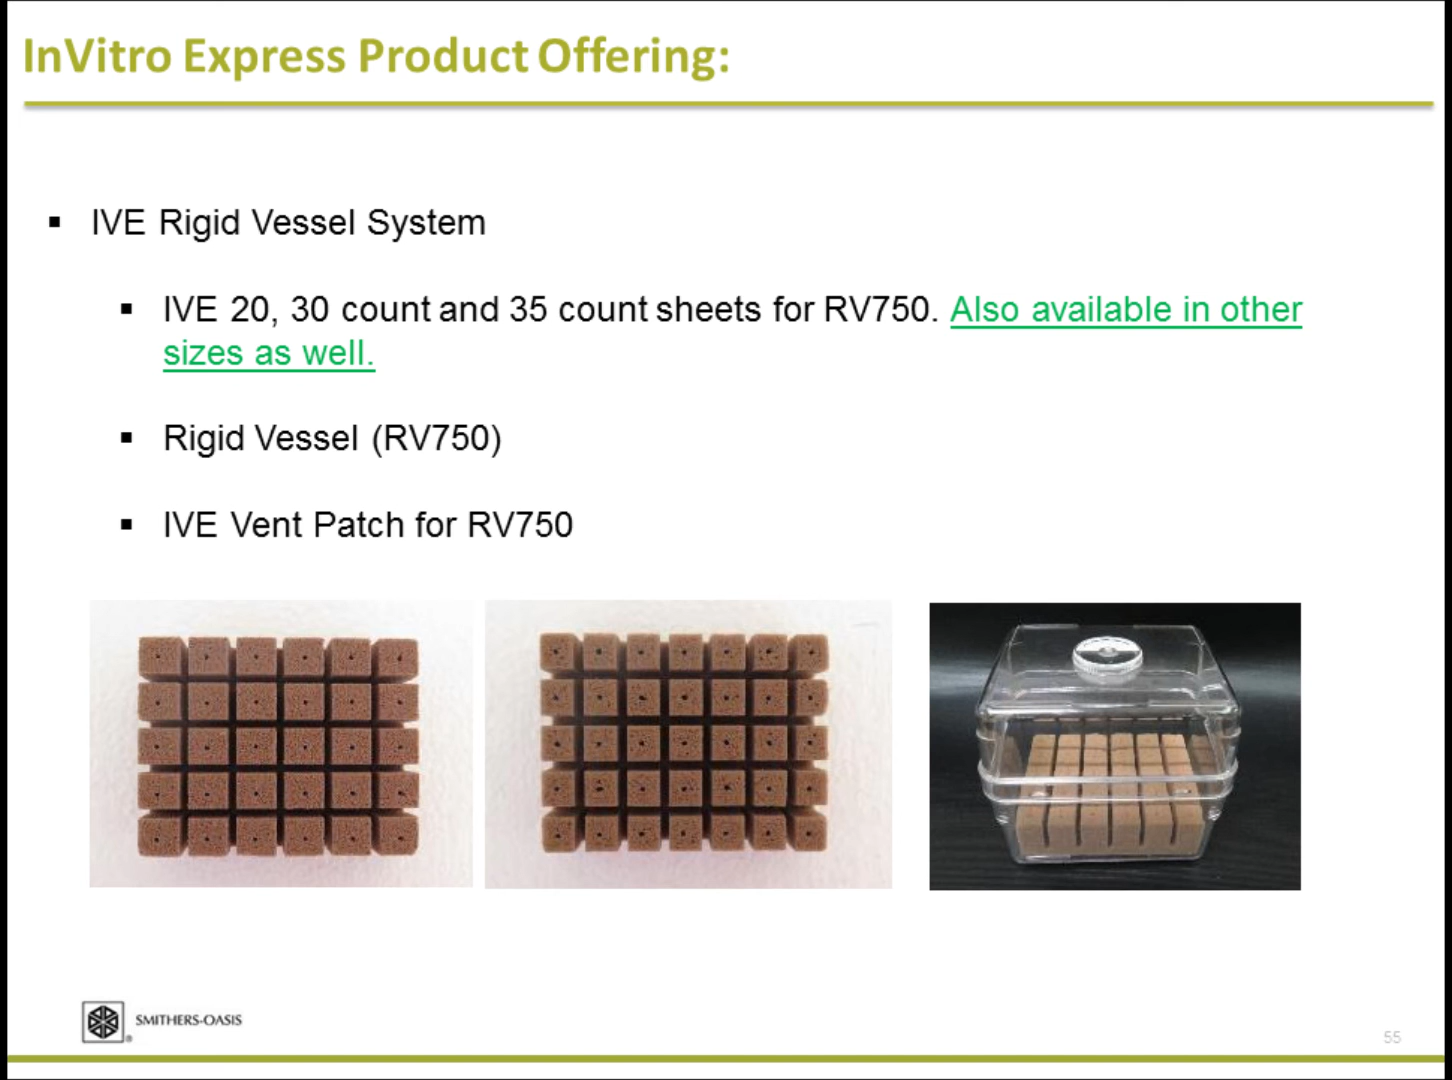 InVitro Express Product Offering:
▪ IVE Rigid Vessel System
▪ IVE 20, 30 count and 35 count sheets for RV750. Also available in other
sizes as well.
▪ Rigid Vessel (RV750)
▪ IVE Vent Patch for RV750
SMITHERS-OASIS
®
55